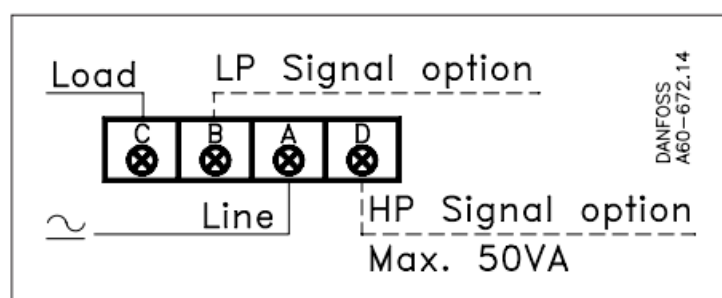 Load
LP Signal option
C B A D
Line
HP Signal option
Max. 50VA
DANFOSS
A60-672.14